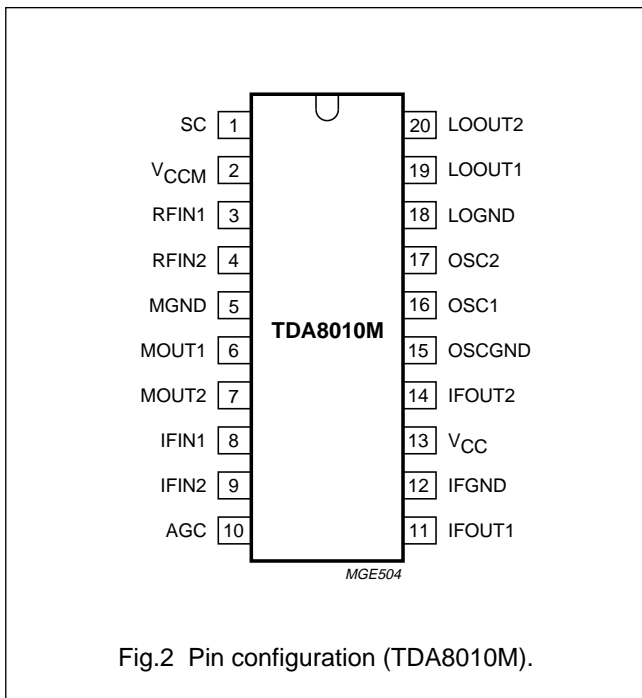 SC 1 20 LOOUT2
VCCM 2 19 LOOUT1
RFIN1 3 18 LOGND
RFIN2 4 17 OSC2
MGND 5 16 OSC1
TDA8010M
MOUT1 6 15 OSCGND
MOUT2 7 14 IFOUT2
IFIN1 8 13 VCC
IFIN2 9 12 IFGND
AGC 10 11 IFOUT1
MGE504
Fig.2 Pin configuration (TDA8010M).